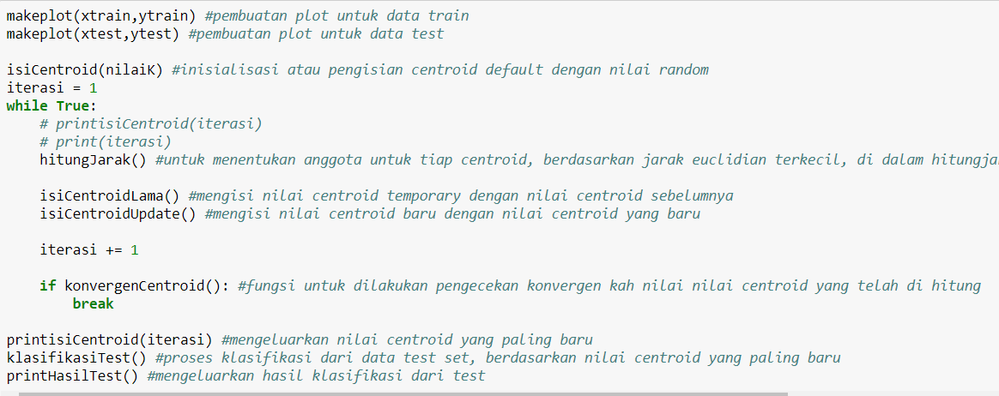 makeplot(xtrain,ytrain) #pembuatan plot untuk data train
makeplot(xtest,ytest) #pembuatan plot untuk data test
isiCentroid(nilaiK) #inisialisasi atau pengisian centroid default dengan nilai random
iterasi = 1
while True:
    # printisiCentroid(iterasi)
    # print(iterasi)
    hitungJarak() #untuk menentukan anggota untuk tiap centroid, berdasarkan jarak euclidian terkecil, di dalam
    isiCentroidLama() #mengisi nilai centroid temporary dengan nilai centroid sebelumnya
    isiCentroidUpdate() #mengisi nilai centroid baru dengan nilai centroid yang baru
    iterasi += 1
    if konvergenCentroid(): #fungsi untuk dilakukan pengecekan konvergen kah nilai nilai centroid yang telah di hitung
        break
printisiCentroid(iterasi) #mengeluarkan nilai centroid yang paling baru
klasifikasiTest() #proses klasifikasi dari data test set, berdasarkan nilai centroid yang paling baru
printHasilTest() #mengeluarkan hasil klasifikasi dari test